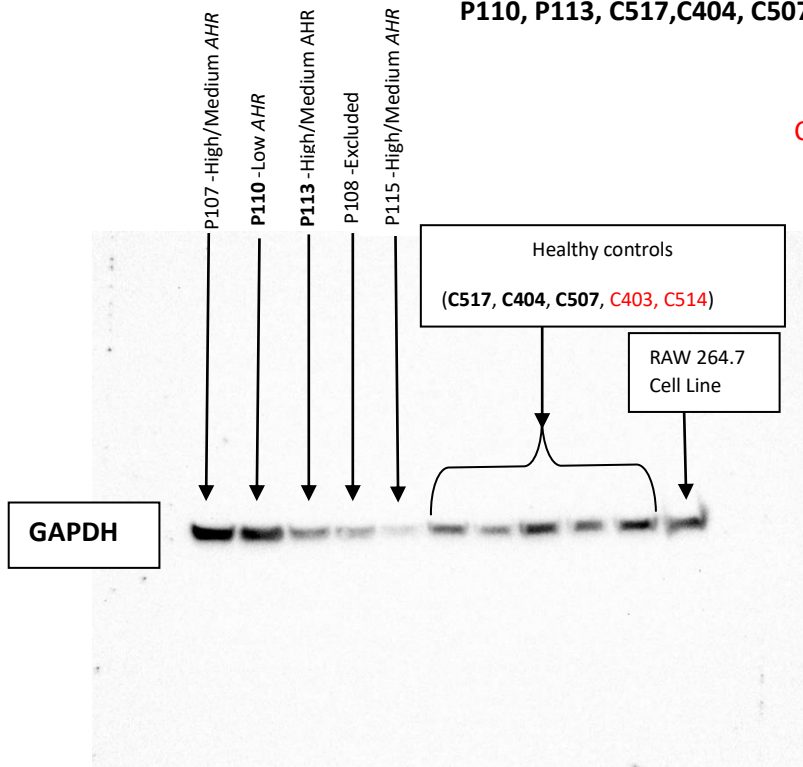 P110, P113, C517,C404, C507
P107 -High/Medium AHR
P110 -Low AHR
P113 -High/Medium AHR
P108 -Excluded
P115 -High/Medium AHR
Healthy controls
(C517, C404, C507, C403, C514)
RAW 264.7
Cell Line
GAPDH